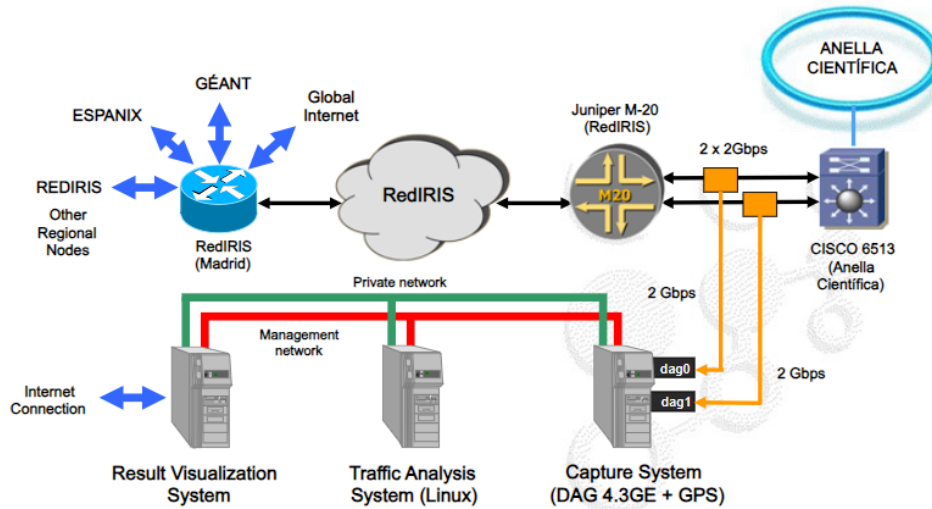 ANELLA
CIENTÍFICA
GÉANT
Global
Internet
ESPANIX
Juniper M-20
(RedIRIS)
2 x 2Gbps
REDIRIS
Other
Regional
Nodes
RedIRIS
(Madrid)
RedIRIS
M20
CISCO 6513
(Anella
Científica)
Private network
Management
network
2 Gbps
2 Gbps
dag0
dag1
Internet
Connection
Result Visualization
System
Traffic Analysis
System (Linux)
Capture System
(DAG 4.3GE + GPS)